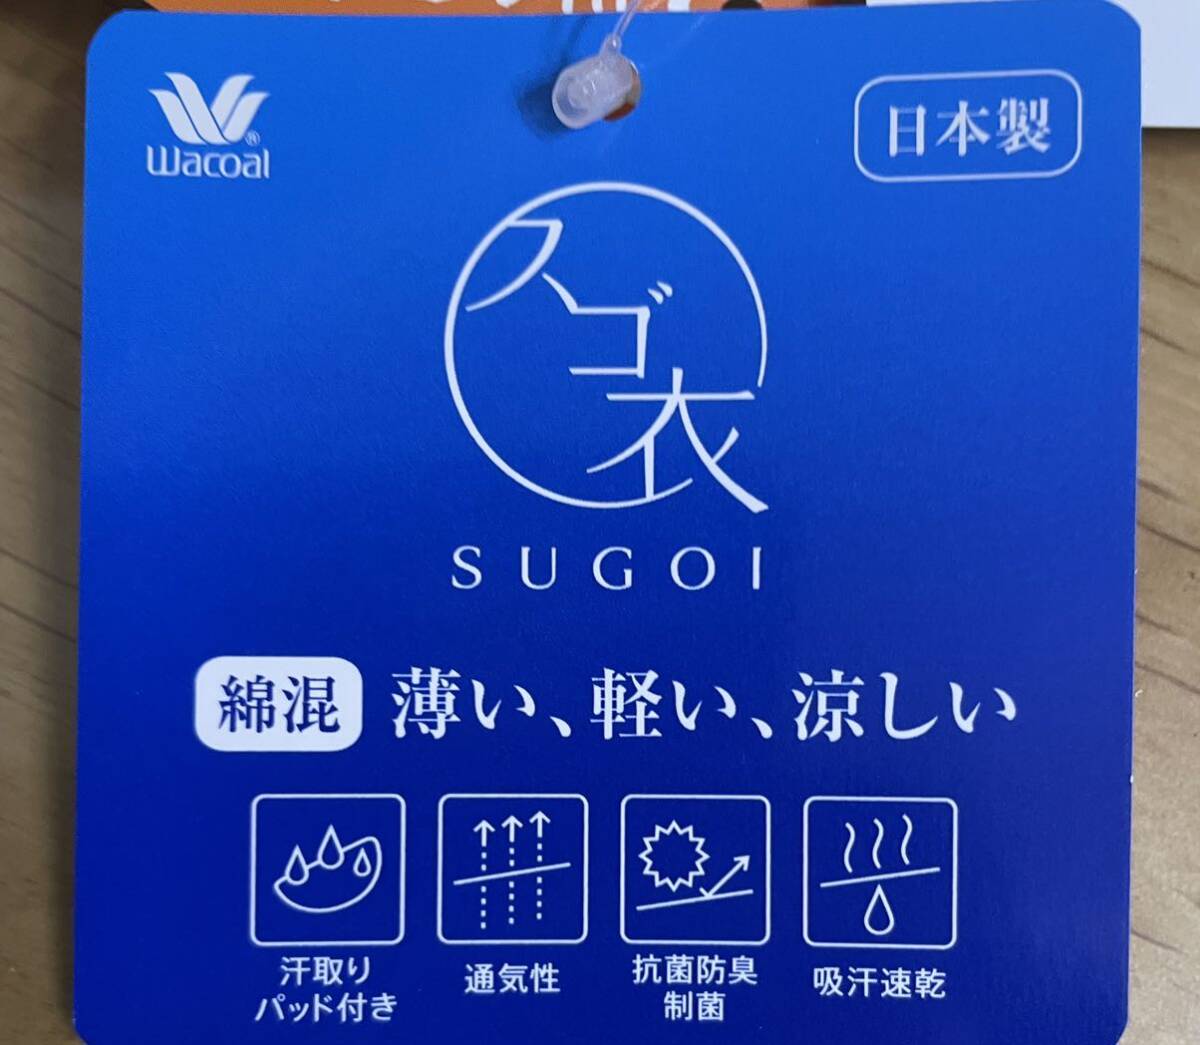 Wacoal
日本製
スゴ衣
SUGOI
綿混 薄い、軽い、涼しい
汗取り
パッド付き
通気性
抗菌防臭
制菌
吸汗速乾